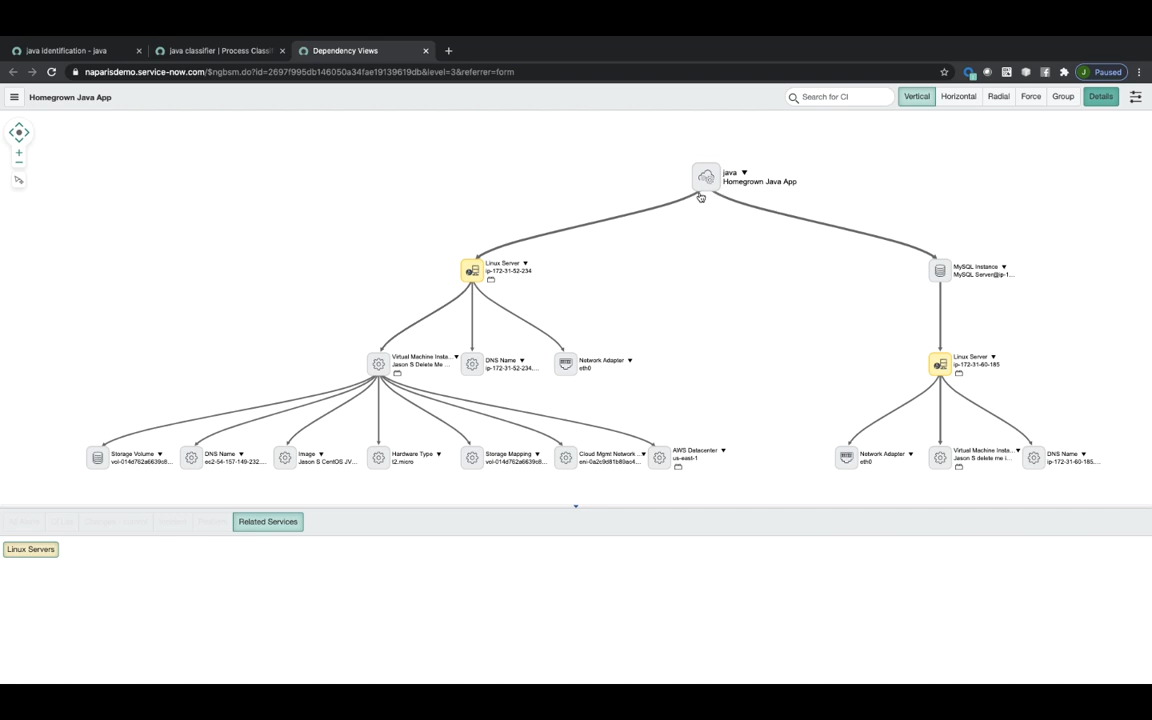 java identification - java
java classifier | Process Classif
Dependency Views
naparisdemo.service-now.com/$ngbsm.do?id=2697f995db146050a34fae19139619db&level=3&referrer=form
Paused
Homegrown Java App
Search for CI
Vertical
Horizontal
Radial
Force
Group
Details
java
Homegrown Java App
Linux Server
ip-172-31-52-234
MySQL Instance
MySQL Server@ip-1...
Virtual Machine Insta...
Jason S Delete Me ...
DNS Name
ip-172-31-52-234....
Network Adapter
eth0
Linux Server
ip-172-31-60-185
Storage Volume
vol-014d762a6639c8...
DNS Name
ec2-54-157-149-232....
Image
Jason S CentOS JV...
Hardware Type
t2.micro
Storage Mapping
vol-014d762a6639c8...
Cloud Mgmt Network ...
eni-0a2c9d81b89ac4...
AWS Datacenter
us-east-1
Network Adapter
eth0
Virtual Machine Insta...
Jason S delete me i...
DNS Name
ip-172-31-60-185....
Related Services
Linux Servers